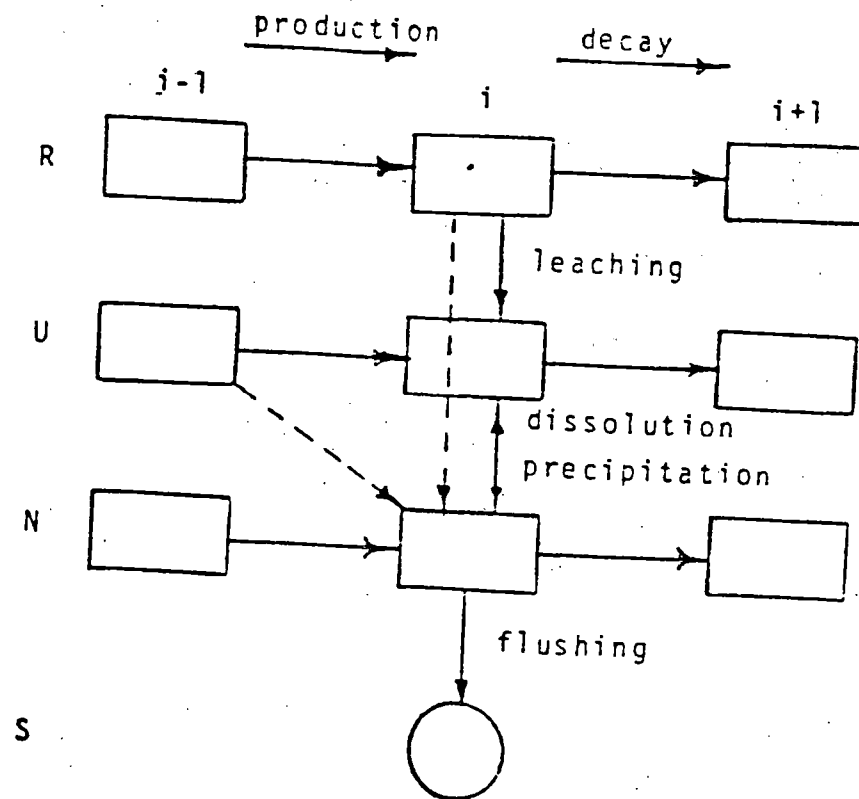 production decay
i-1 i i+1
R
leaching
U
dissolution
precipitation
N
flushing
S